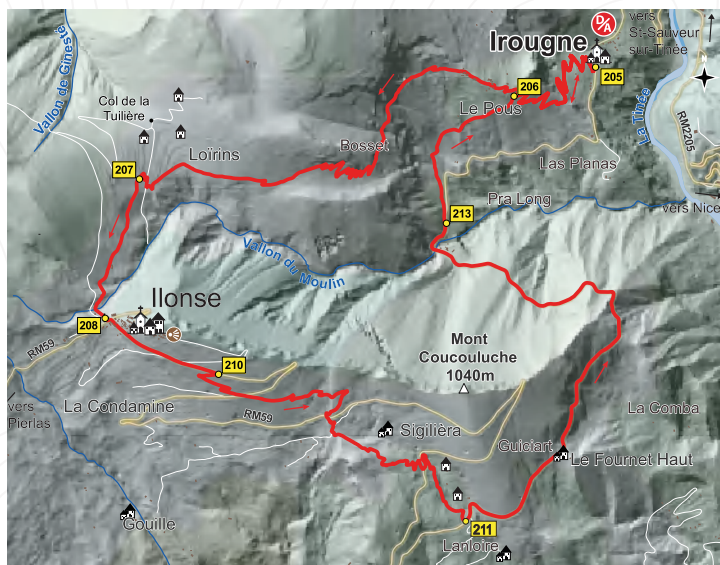 D/A
vers
St-Sauveur
sur-Tinée
Irougne
205
206
Le Pous
La Tinée
RM2205
Vallon de Gineste
Col de la
Tuilière
Loïrins
Bosset
Las Planas
207
Pra Long
vers Nice
213
Vallon du Moulin
Ilonse
208
RM59
210
Mont
Coucouluche
1040m
vers
Pierlas
La Condamine
RM59
La Comba
Sigilièra
Guiciart
Le Fournet Haut
Gouille
211
Lanloire